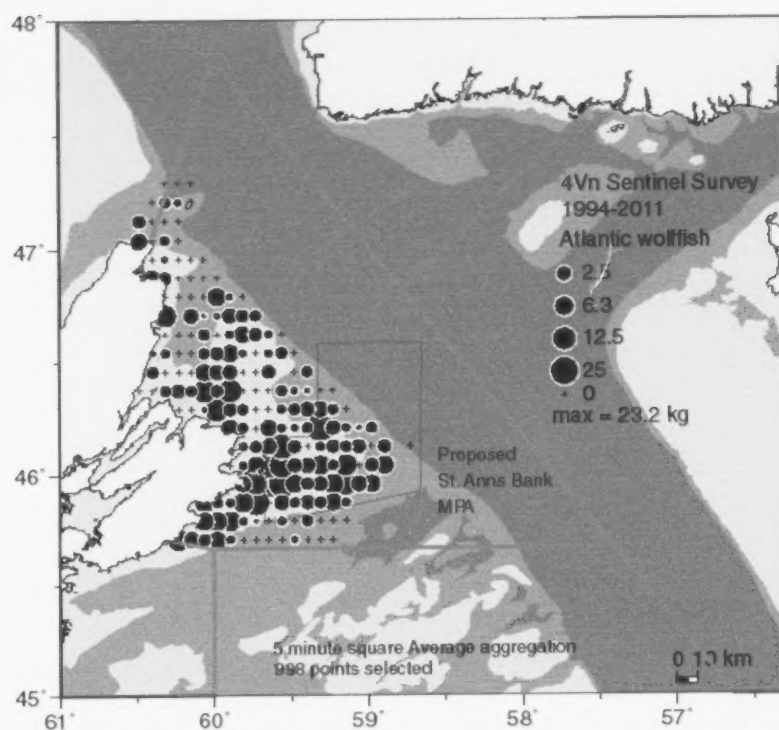 48°
47°
46°
45°
61°
60°
59°
58°
57°
4Vn Sentinel Survey
1994-2011
Atlantic wolffish
2.5
6.3
12.5
25
0
max = 23.2 kg
Proposed
St. Anns Bank
MPA
5 minute square Average aggregation
998 points selected
0 10 km